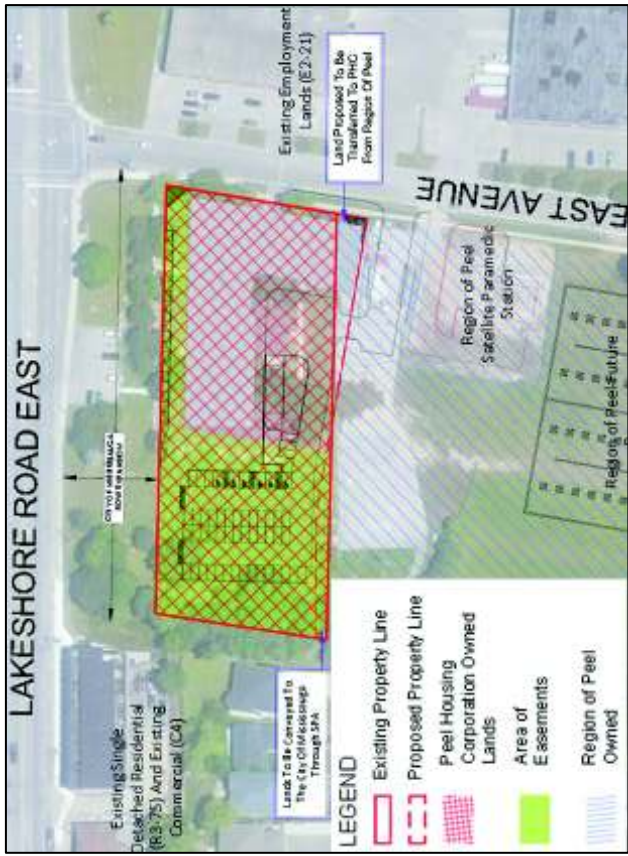 LAKESHORE ROAD EAST
Existing Single
Detached Residential
(R3-75) And Existing
Commercial (C4)
Existing Employment
Lands (E2-21)
Land Proposed To Be
Transferred To PHC
From Region Of Peel
EAST AVENUE
Region of Peel
Satellite Paramedic
Station
Region of Peel Future
Lands To Be Conveyed To
The City Of Mississauga
Through SPA
LEGEND
Existing Property Line
Proposed Property Line
Peel Housing
Corporation Owned
Lands
Area of
Easements
Region of Peel
Owned